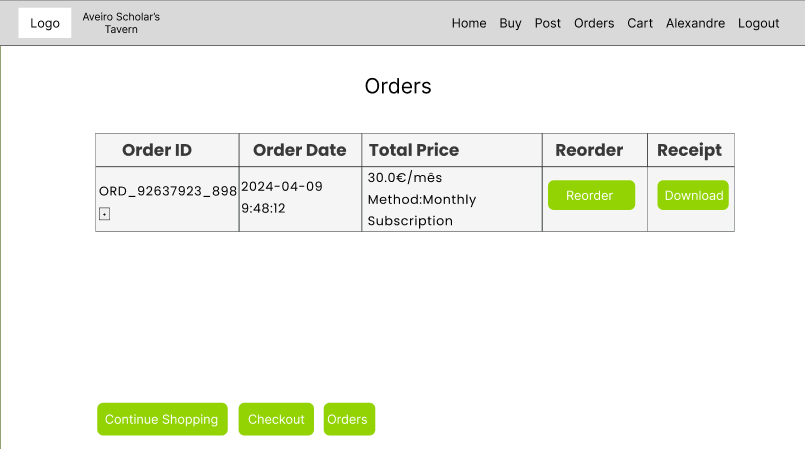 Logo
Aveiro Scholar's
Tavern
Home Buy Post Orders Cart Alexandre Logout
Orders
Order ID Order Date Total Price Reorder Receipt
ORD_92637923_898
+
2024-04-09
9:48:12
30.0€/mês
Method:Monthly
Subscription
Reorder
Download
Continue Shopping Checkout Orders